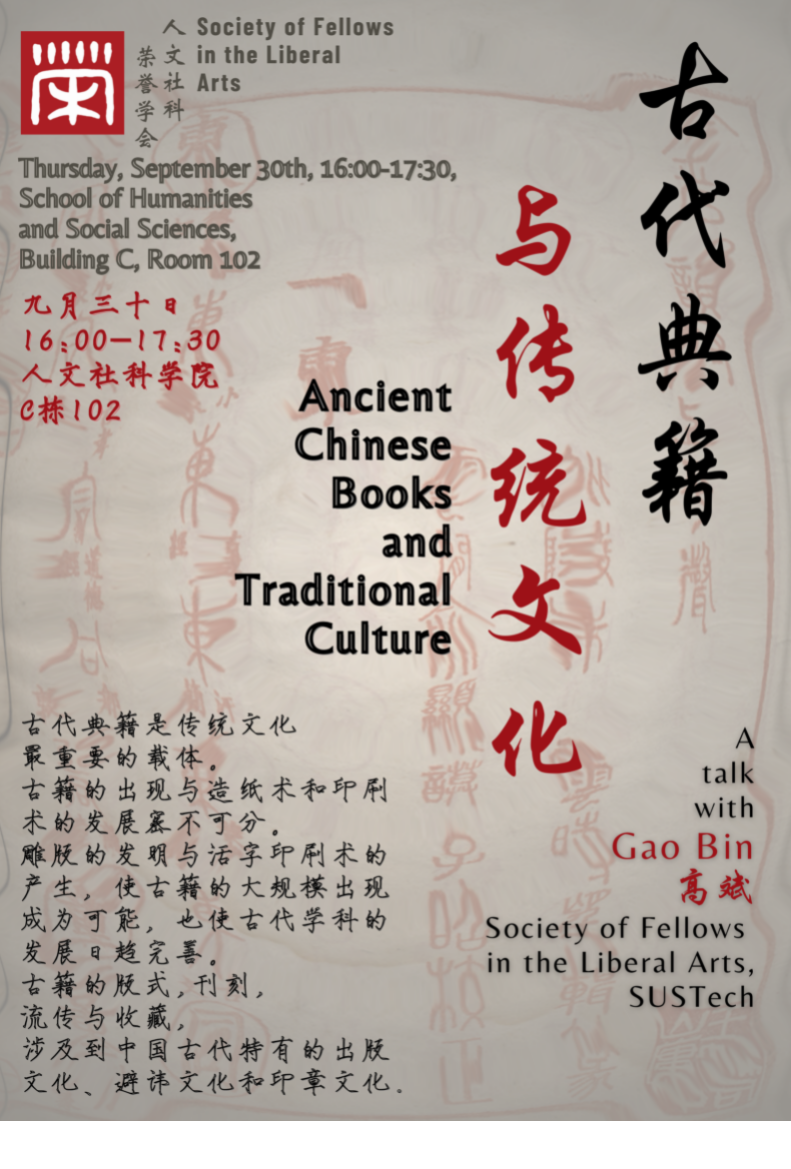 人文社科
荣誉学会
Society of Fellows
in the Liberal
Arts
Thursday, September 30th, 16:00-17:30,
School of Humanities
and Social Sciences,
Building C, Room 102
九月三十日
16:00—17:30
人文社科学院
C栋102
古代典籍
与传统文化
Ancient
Chinese
Books
and
Traditional
Culture
古代典籍是传统文化
最重要的载体。
古籍的出现与造纸术和印刷
术的发展密不可分。
雕版的发明与活字印刷术的
产生，使古籍的大规模出现
成为可能，也使古代学科的
发展日趋完善。
古籍的版式,刊刻,
流传与收藏,
涉及到中国古代特有的出版
文化、避讳文化和印章文化.
A
talk
with
Gao Bin
高斌
Society of Fellows
in the Liberal Arts,
SUSTech